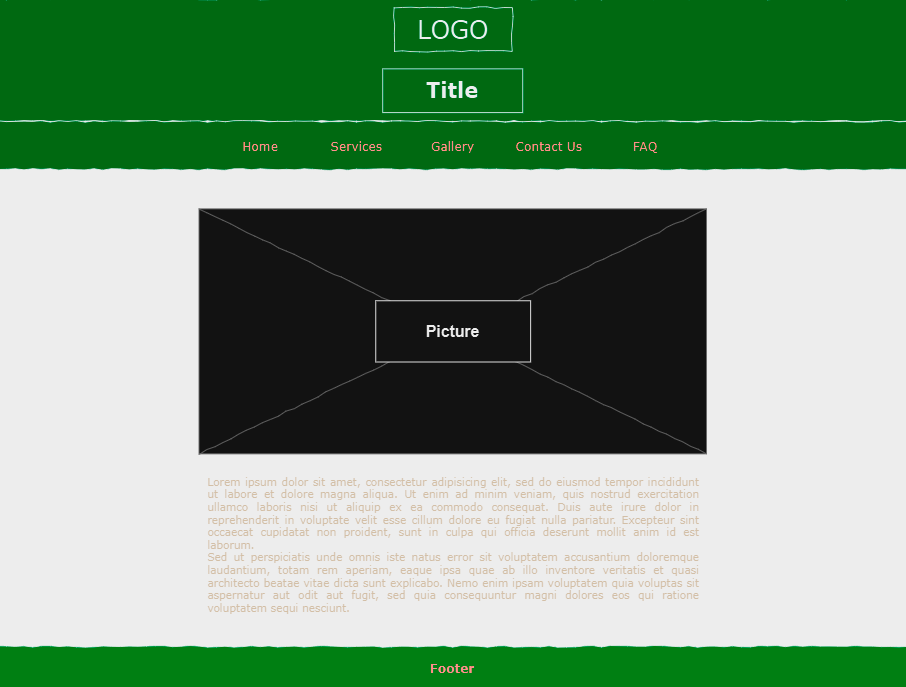 LOGO
Title
Home Services Gallery Contact Us FAQ
Picture
Lorem ipsum dolor sit amet, consectetur adipisicing elit, sed do eiusmod tempor incididunt
ut labore et dolore magna aliqua. Ut enim ad minim veniam, quis nostrud exercitation
ullamco laboris nisi ut aliquip ex ea commodo consequat. Duis aute irure dolor in
reprehenderit in voluptate velit esse cillum dolore eu fugiat nulla pariatur. Excepteur sint
occaecat cupidatat non proident, sunt in culpa qui officia deserunt mollit anim id est
laborum.
Sed ut perspiciatis unde omnis iste natus error sit voluptatem accusantium doloremque
laudantium, totam rem aperiam, eaque ipsa quae ab illo inventore veritatis et quasi
architecto beatae vitae dicta sunt explicabo. Nemo enim ipsam voluptatem quia voluptas sit
aspernatur aut odit aut fugit, sed quia consequuntur magni dolores eos qui ratione
voluptatem sequi nesciunt.
Footer